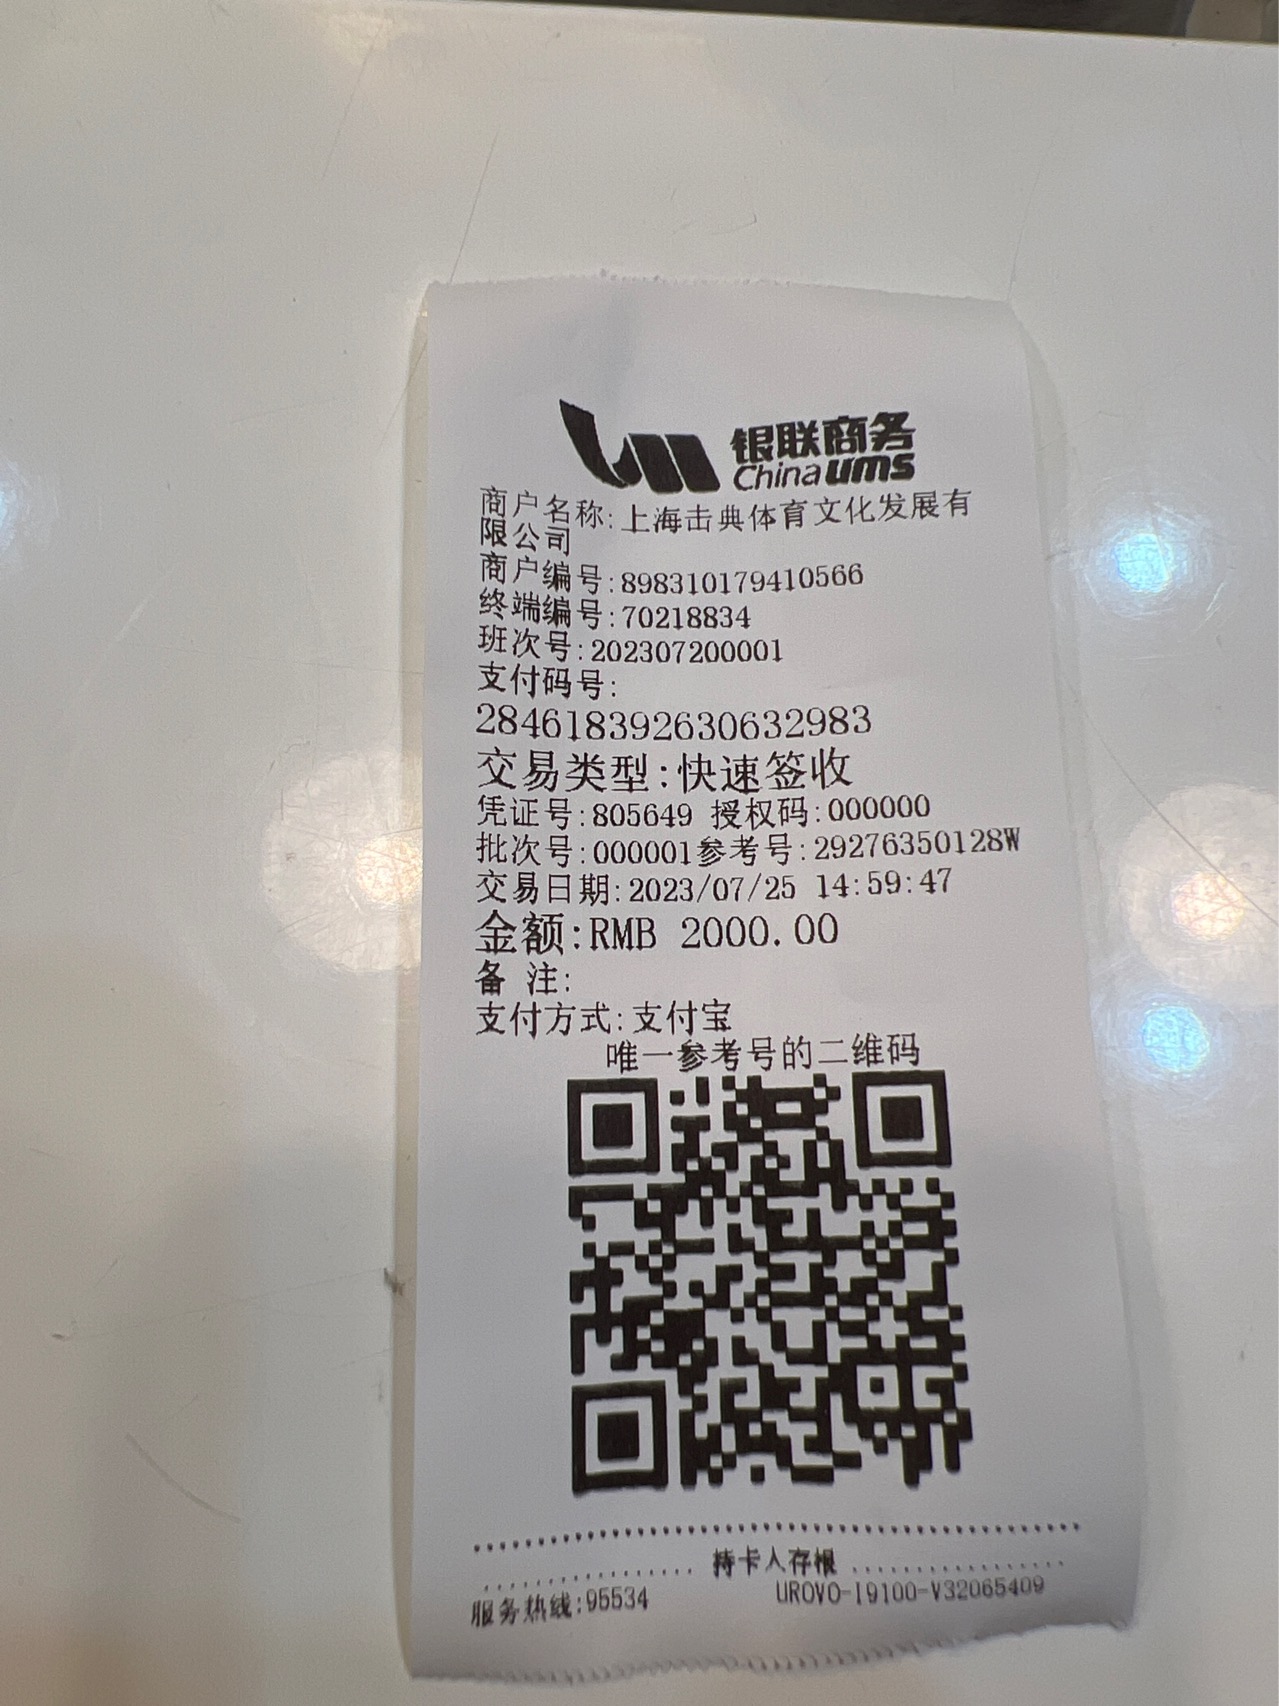 银联商务
China ums
商户名称:上海击典体育文化发展有
限公司
商户编号:898310179410566
终端编号:70218834
班次号:202307200001
支付码号:
284618392630632983
交易类型:快速签收
凭证号:805649 授权码:000000
批次号:000001参考号:29276350128W
交易日期:2023/07/25 14:59:47
金额:RMB 2000.00
备 注:
支付方式:支付宝
唯一参考号的二维码
持卡人存根
服务热线:95534 UROVO-I9100-V32065409